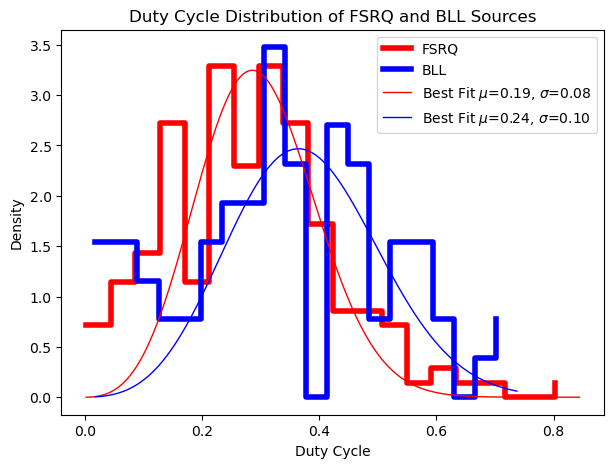 Duty Cycle Distribution of FSRQ and BLL Sources
FSRQ
BLL
Best Fit μ=0.19, σ=0.08
Best Fit μ=0.24, σ=0.10
Density
3.5
3.0
2.5
2.0
1.5
1.0
0.5
0.0
0.0 0.2 0.4 0.6 0.8
Duty Cycle